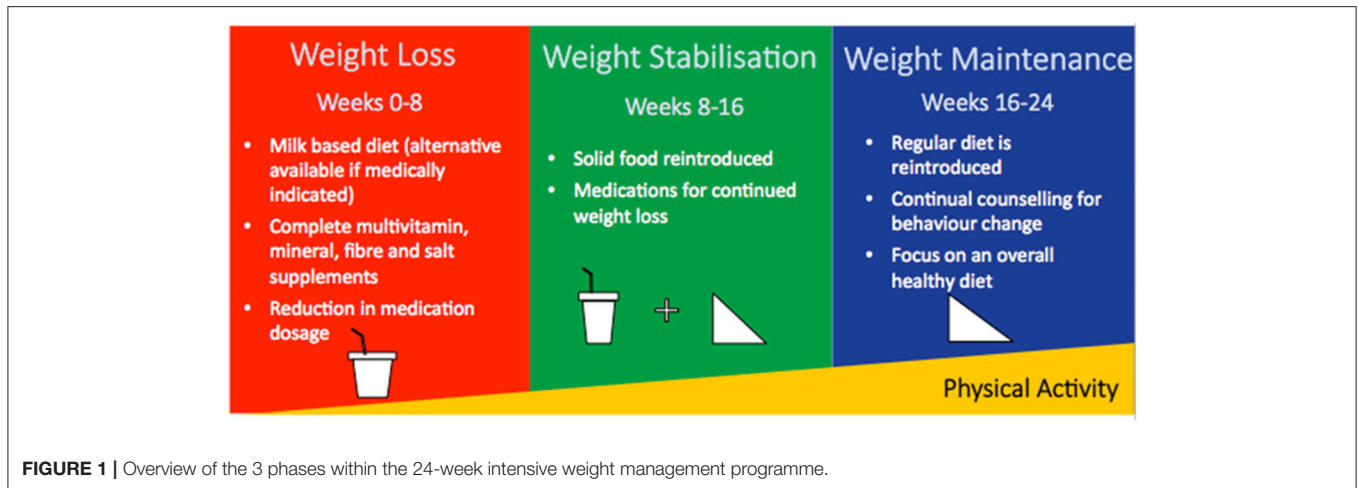 Weight Loss
Weeks 0-8
• Milk based diet (alternative
available if medically
indicated)
• Complete multivitamin,
mineral, fibre and salt
supplements
• Reduction in medication
dosage
Weight Stabilisation
Weeks 8-16
• Solid food reintroduced
• Medications for continued
weight loss
+
Weight Maintenance
Weeks 16-24
• Regular diet is
reintroduced
• Continual counselling for
behaviour change
• Focus on an overall
healthy diet
Physical Activity
FIGURE 1 | Overview of the 3 phases within the 24-week intensive weight management programme.